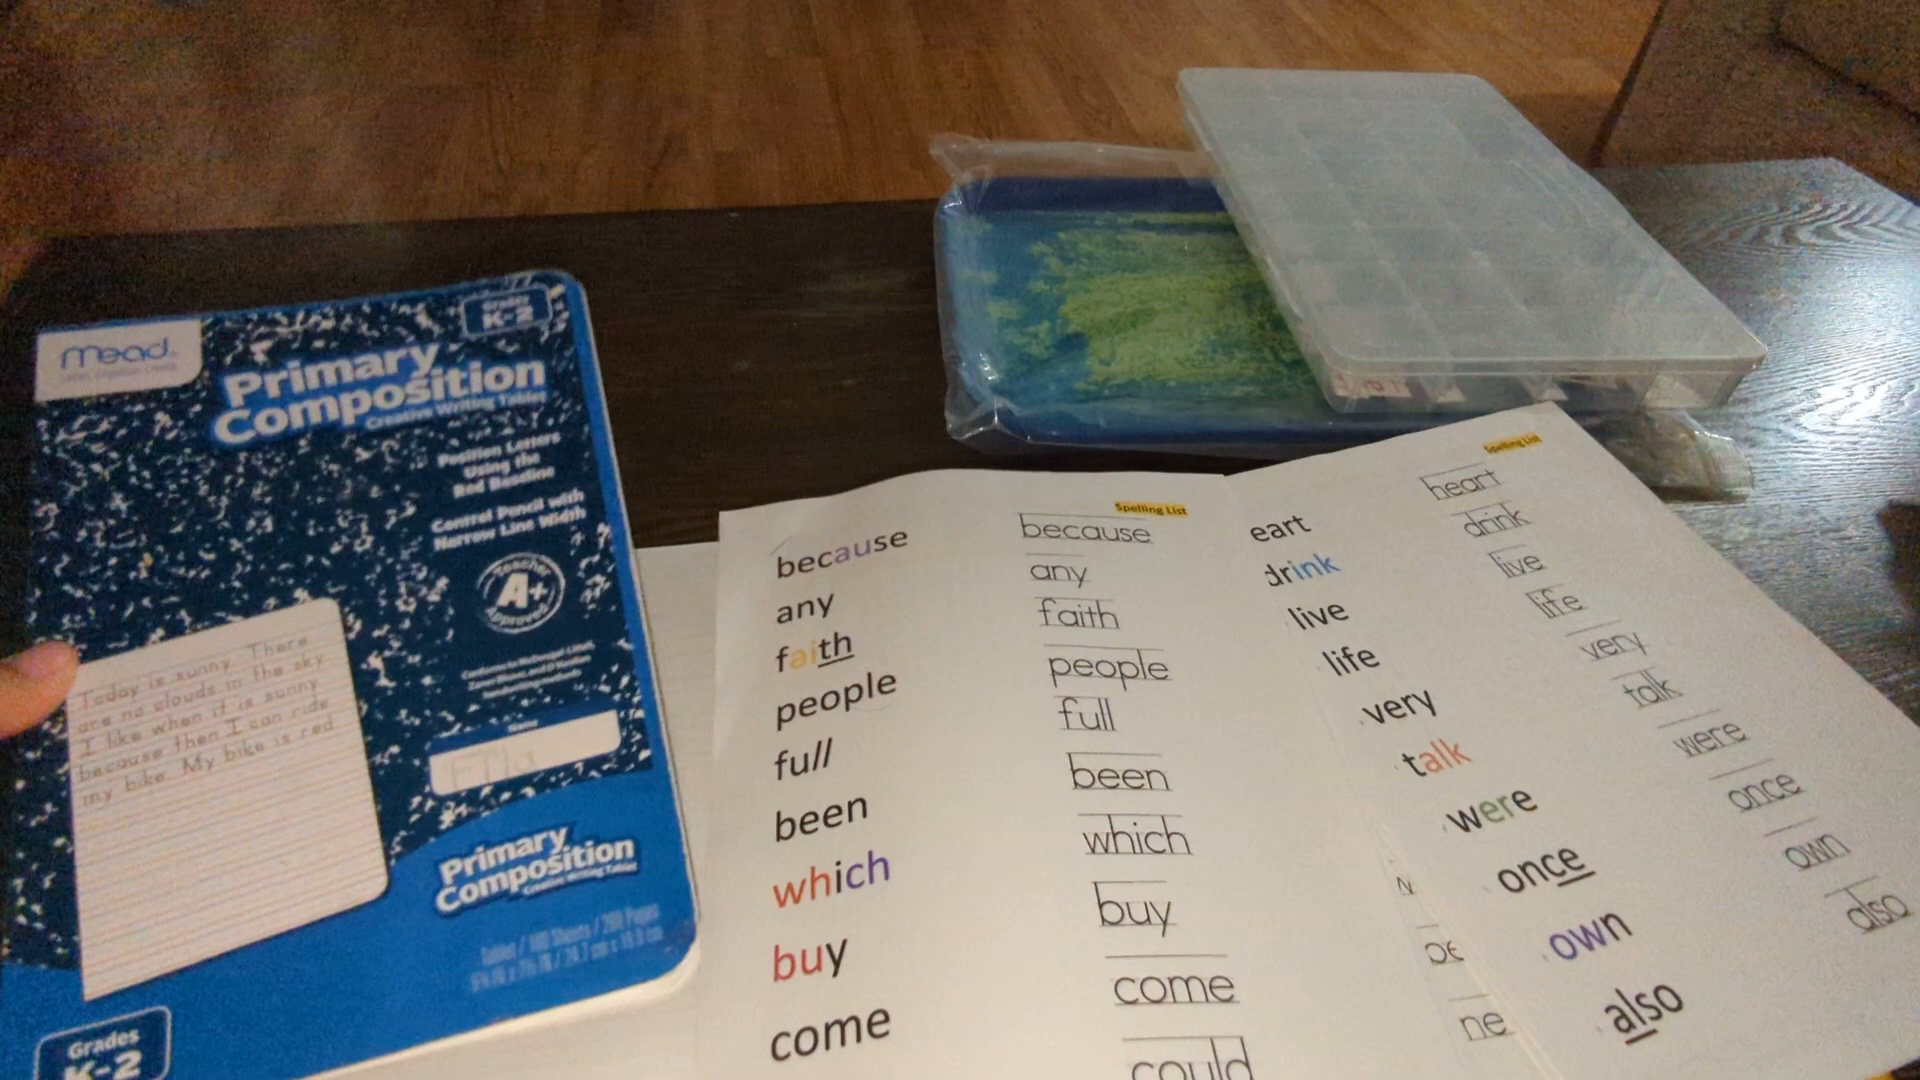 mead
Grades
K-2
Primary
Composition
Creative Writing Tablet
Position Letters
Using the
Red Baseline
Control Pencil with
Narrow Line Width
Teacher
A+
Approved
Today is sunny. There
are no clouds in the sky
I like when it is sunny
because then I can ride
my bike. My bike is red.
Name
Ella
Primary
Composition
Creative Writing Tablet
Grades
K-2
Spelling List
because
any
faith
people
full
been
which
buy
come
because
any
faith
people
full
been
which
buy
come
could
Spelling List
eart
drink
live
life
very
talk
were
once
own
also
heart
drink
live
life
very
talk
were
once
own
also
ne